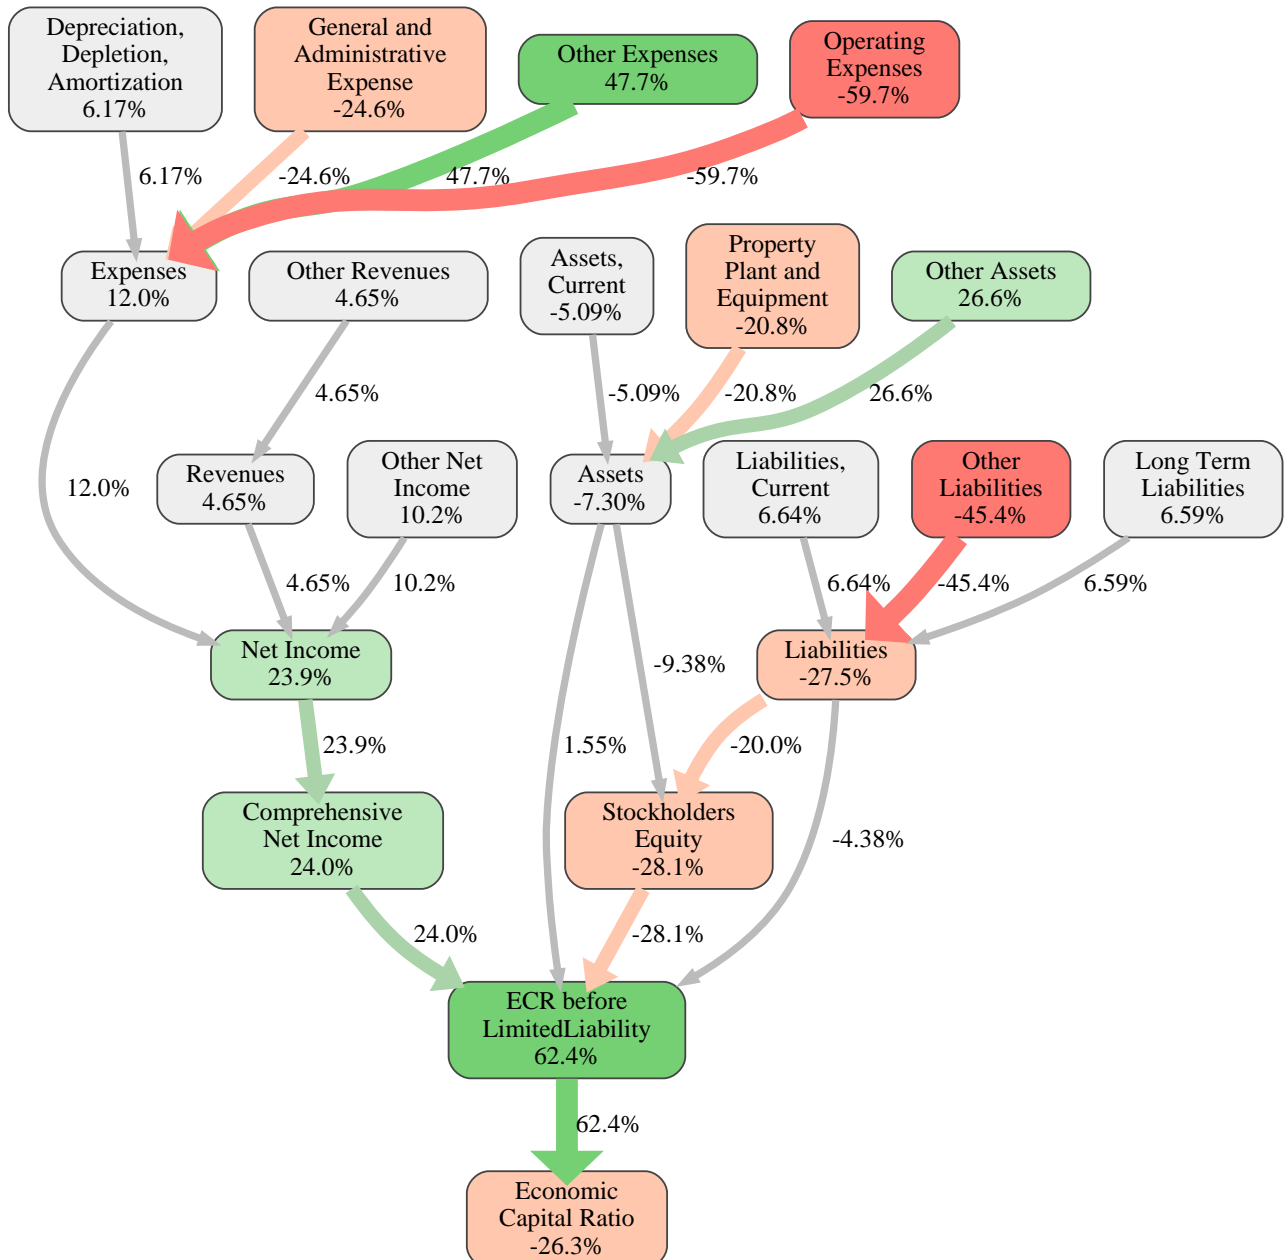 Depreciation,
Depletion,
Amortization
6.17%
General and
Administrative
Expense
-24.6%
Other Expenses
47.7%
Operating
Expenses
-59.7%
6.17%
-24.6%
47.7%
-59.7%
Expenses
12.0%
Other Revenues
4.65%
Assets,
Current
-5.09%
Property
Plant and
Equipment
-20.8%
Other Assets
26.6%
4.65%
-5.09%
-20.8%
26.6%
12.0%
Revenues
4.65%
Other Net
Income
10.2%
Assets
-7.30%
Liabilities,
Current
6.64%
Other
Liabilities
-45.4%
Long Term
Liabilities
6.59%
4.65%
10.2%
6.64%
-45.4%
6.59%
Net Income
23.9%
-9.38%
Liabilities
-27.5%
23.9%
1.55%
-20.0%
Comprehensive
Net Income
24.0%
Stockholders
Equity
-28.1%
-4.38%
24.0%
-28.1%
ECR before
LimitedLiability
62.4%
62.4%
Economic
Capital Ratio
-26.3%